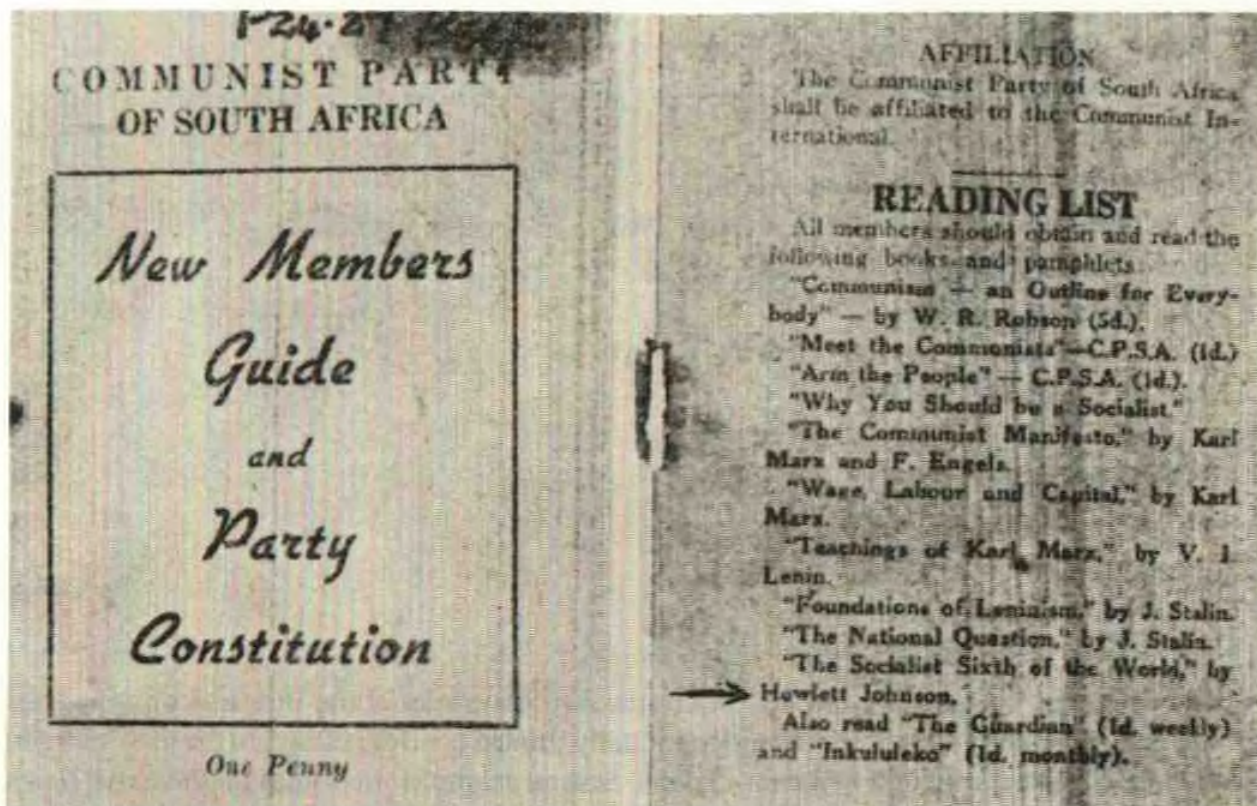 COMMUNIST PARTY
OF SOUTH AFRICA
New Members
Guide
and
Party
Constitution
One Penny
AFFILIATION
The Communist Party of South Africa
shall be affiliated to the Communist In-
ternational.
READING LIST
All members should obtain and read the
following books and pamphlets
"Communism — an Outline for Every-
body" — by W. R. Robson (5d.).
"Meet the Communists"—C.P.S.A. (1d.)
"Arm the People" — C.P.S.A. (1d.).
"Why You Should be a Socialist."
"The Communist Manifesto," by Karl
Marx and F. Engels.
"Wage, Labour and Capital," by Karl
Marx.
"Teachings of Karl Marx," by V. I.
Lenin.
"Foundations of Leninism," by J. Stalin.
"The National Question," by J. Stalin.
"The Socialist Sixth of the World," by
Hewlett Johnson.
Also read "The Guardian" (1d. weekly)
and "Inkululeko" (1d. monthly).